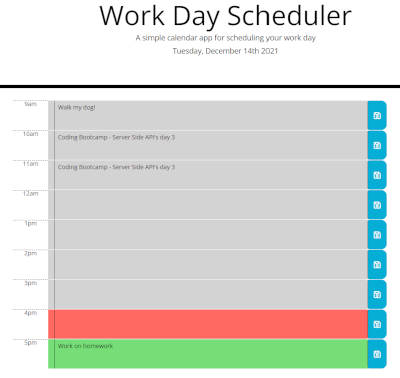 Work Day Scheduler
A simple calendar app for scheduling your work day
Tuesday, December 14th 2021
9am
Walk my dog!
10am
Coding Bootcamp - Server Side API's day 3
11am
Coding Bootcamp - Server Side API's day 3
12am
1pm
2pm
3pm
4pm
5pm
Work on homework